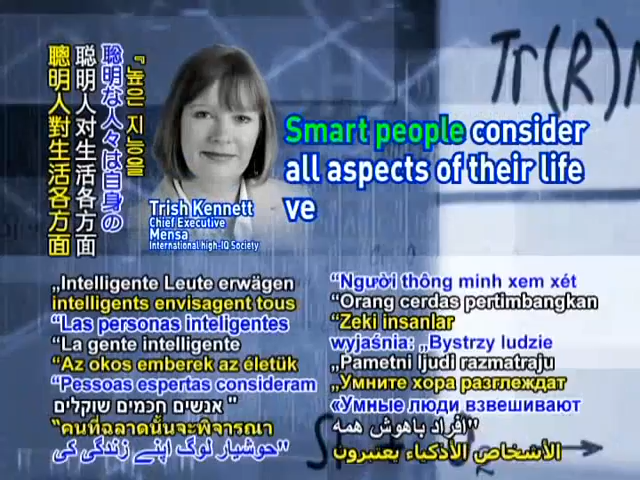 聰明人對生活各方面
聪明人对生活各方面
聡明な人々は自身の
『높은 지능을
Tr(R)
Smart people consider
all aspects of their life
ve
Trish Kennett
Chief Executive
Mensa
International high-IQ Society
„Intelligente Leute erwägen
intelligents envisagent tous
“Las personas inteligentes
“La gente intelligente
“Az okos emberek az életük
“Pessoas espertas consideram
" אנשים חכמים שוקלים
“คนที่ฉลาดนั้นจะพิจารณา
"ہوشیار لوگ اپنے زندگی کی
“Người thông minh xem xét
“Orang cerdas pertimbangkan
“Zeki insanlar
wyjaśnia: „Bystrzy ludzie
„Pametni ljudi razmatraju
„Умните хора разглеждат
«Умные люди взвешивают
"افراد باهوش همه
الأشخاص الأذكياء يعتبرون